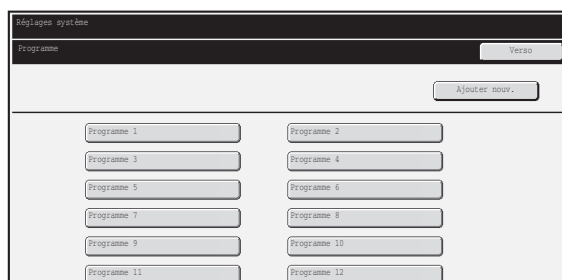 Réglages système
Programme
Verso
Ajouter nouv.
Programme 1
Programme 2
Programme 3
Programme 4
Programme 5
Programme 6
Programme 7
Programme 8
Programme 9
Programme 10
Programme 11
Programme 12